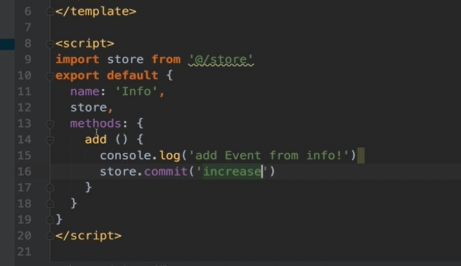 6 </template>
7
8 <script>
9 import store from '@/store'
10 export default {
11 name: 'Info',
12 store,
13 methods: {
14 add () {
15 console.log('add Event from info!')
16 store.commit('increase')
17 }
18 }
19 }
20 </script>
21